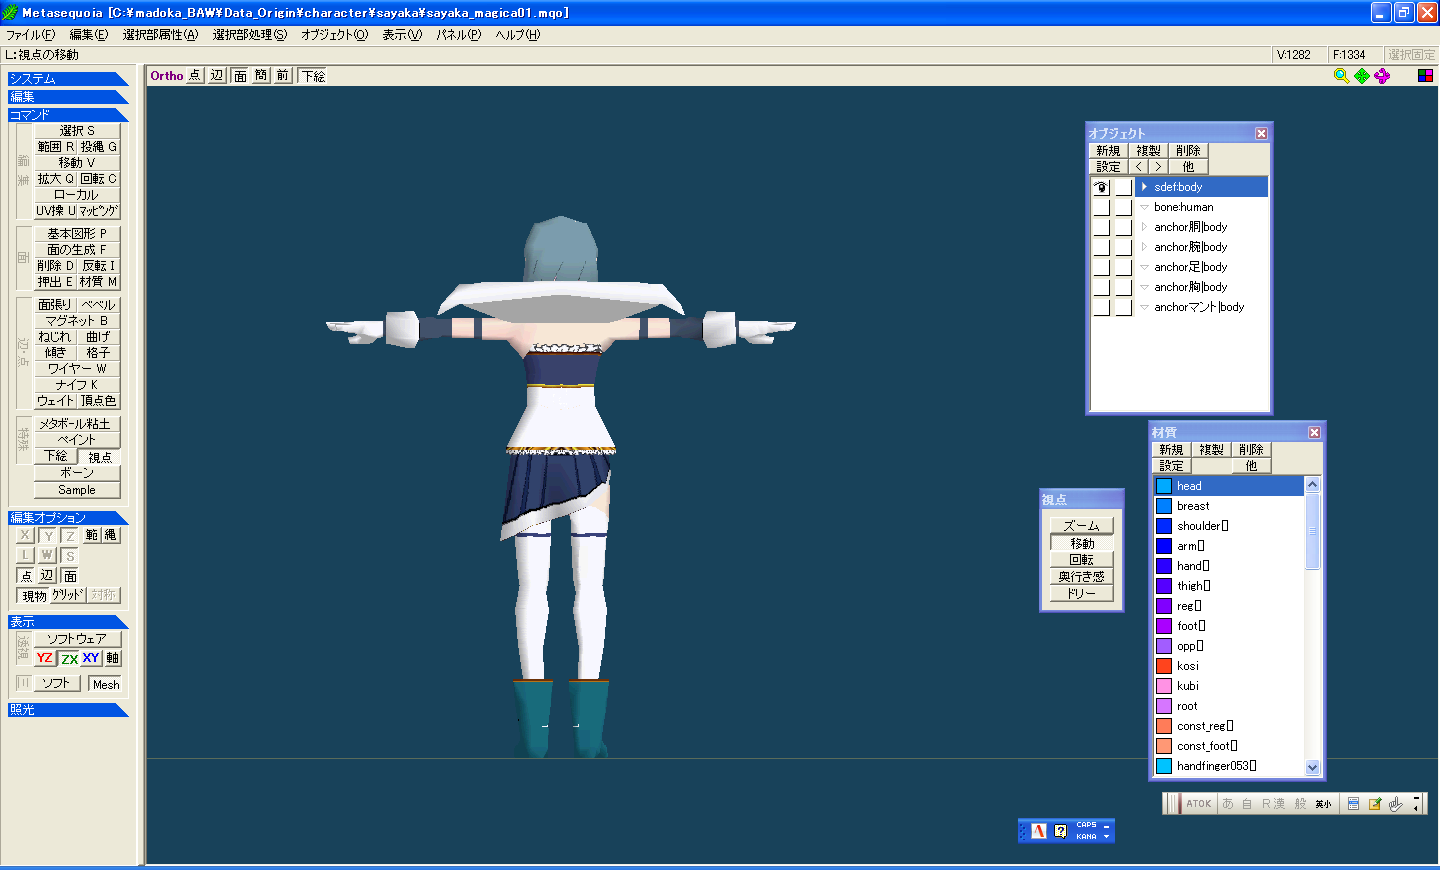 Metasequoia [C:¥madoka_BAW¥Data_Origin¥character¥sayaka¥sayaka_magica01.mqo]
ファイル(F) 編集(E) 選択部属性(A) 選択部処理(S) オブジェクト(O) 表示(V) パネル(P) ヘルプ(H)
L:視点の移動 V:1282 F:1334 選択固定
Ortho 点 辺 面 簡 前 下絵
システム
編集
コマンド
編集
選択 S
範囲 R 投縄 G
移動 V
拡大 Q 回転 C
ローカル
UV操 U マッピング
面
基本図形 P
面の生成 F
削除 D 反転 I
押出 E 材質 M
辺・点
面張り ベベル
マグネット B
ねじれ 曲げ
傾き 格子
ワイヤー W
ナイフ K
ウェイト 頂点色
特殊
メタボール粘土
ペイント
下絵 視点
ボーン
Sample
編集オプション
X Y Z 範 縄
L W S
点 辺 面
現物 グリッド 対称
表示
透視
ソフトウェア
YZ ZX XY 軸
ソフト Mesh
照光
オブジェクト
新規 複製 削除
設定 < > 他
sdef:body
bone:human
anchor胴|body
anchor腕|body
anchor足|body
anchor胸|body
anchorマント|body
視点
ズーム
移動
回転
奥行き感
ドリー
材質
新規 複製 削除
設定 他
head
breast
shoulder[]
arm[]
hand[]
thigh[]
reg[]
foot[]
opp[]
kosi
kubi
root
const_reg[]
const_foot[]
handfinger053[]
ATOK あ 自 R漢 般 英小
A ? CAPS
KANA